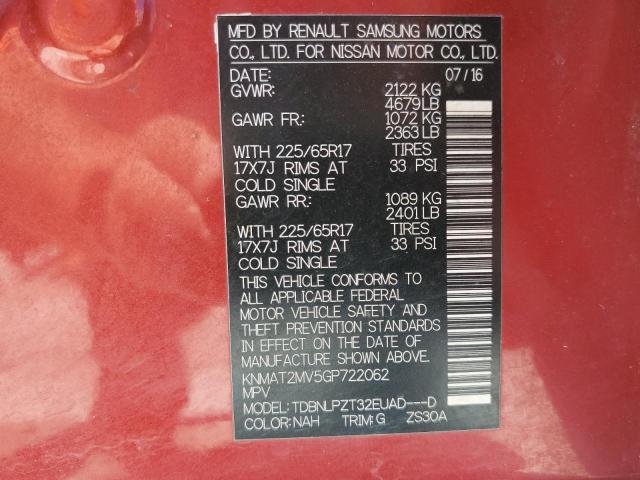 MFD BY RENAULT SAMSUNG MOTORS
CO., LTD. FOR NISSAN MOTOR CO., LTD.
DATE: 07/16
GVWR: 2122 KG
4679 LB
GAWR FR.: 1072 KG
2363 LB
WITH 225/65R17 TIRES
17X7J RIMS AT 33 PSI
COLD SINGLE
GAWR RR.: 1089 KG
2401 LB
WITH 225/65R17 TIRES
17X7J RIMS AT 33 PSI
COLD SINGLE
THIS VEHICLE CONFORMS TO
ALL APPLICABLE FEDERAL
MOTOR VEHICLE SAFETY AND
THEFT PREVENTION STANDARDS
IN EFFECT ON THE DATE OF
MANUFACTURE SHOWN ABOVE.
KNMAT2MV5GP722062
MPV
MODEL: TDBNLPZT32EUAD---D
COLOR: NAH TRIM: G ZS30A